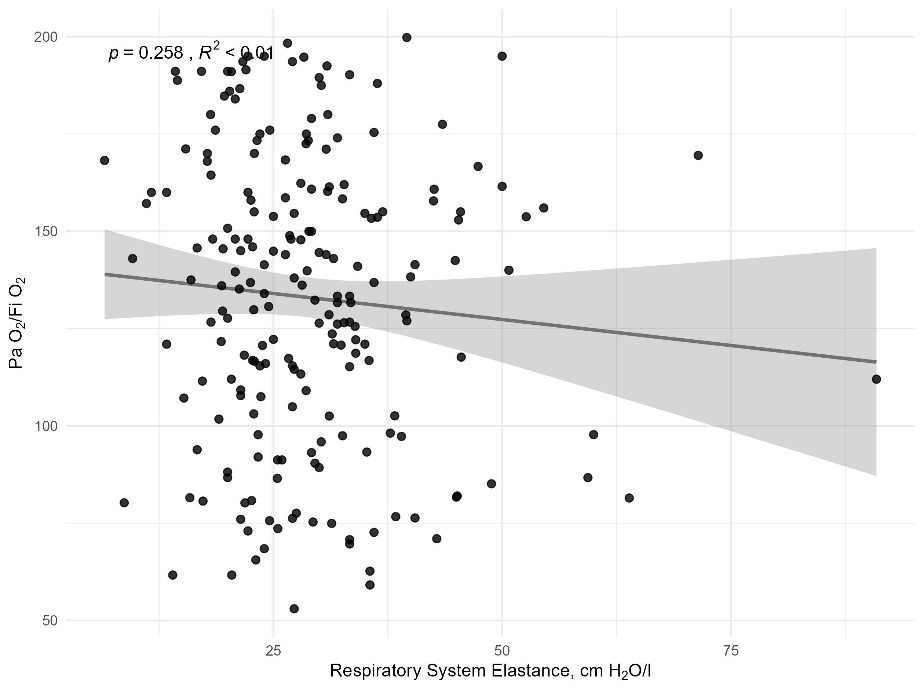 200
150
100
50
p = 0.258 , R² < 0.01
Pa O₂/Fi O₂
25
50
75
Respiratory System Elastance, cm H₂O/l